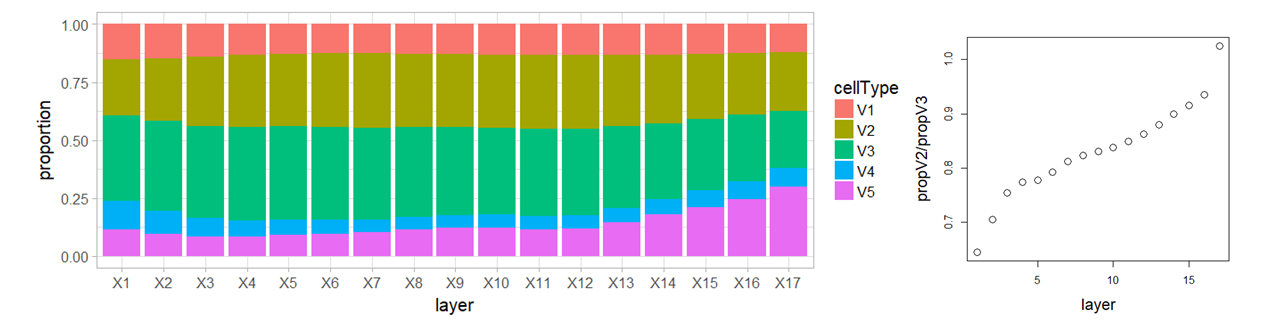 proportion
1.00
0.75
0.50
0.25
0.00
X1 X2 X3 X4 X5 X6 X7 X8 X9 X10 X11 X12 X13 X14 X15 X16 X17
layer
cellType
V1
V2
V3
V4
V5
propV2/propV3
1.0
0.9
0.8
0.7
5 10 15
layer